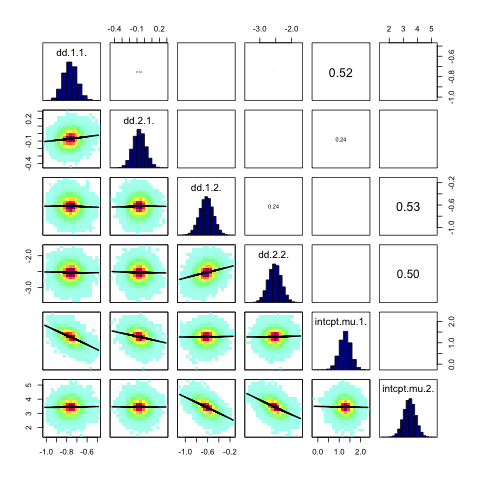 -0.4 -0.1 0.2
-3.0 -2.0
2 3 4 5
dd.1.1.
0.52
-1.0 -0.8 -0.6
-0.4 -0.1 0.2
dd.2.1.
0.24
dd.1.2.
0.24
0.53
-1.0 -0.6 -0.2
-3.0 -2.0
dd.2.2.
0.50
intcpt.mu.1.
0.0 1.0 2.0
2 3 4 5
intcpt.mu.2.
-1.0 -0.8 -0.6
-1.0 -0.6 -0.2
0.0 1.0 2.0